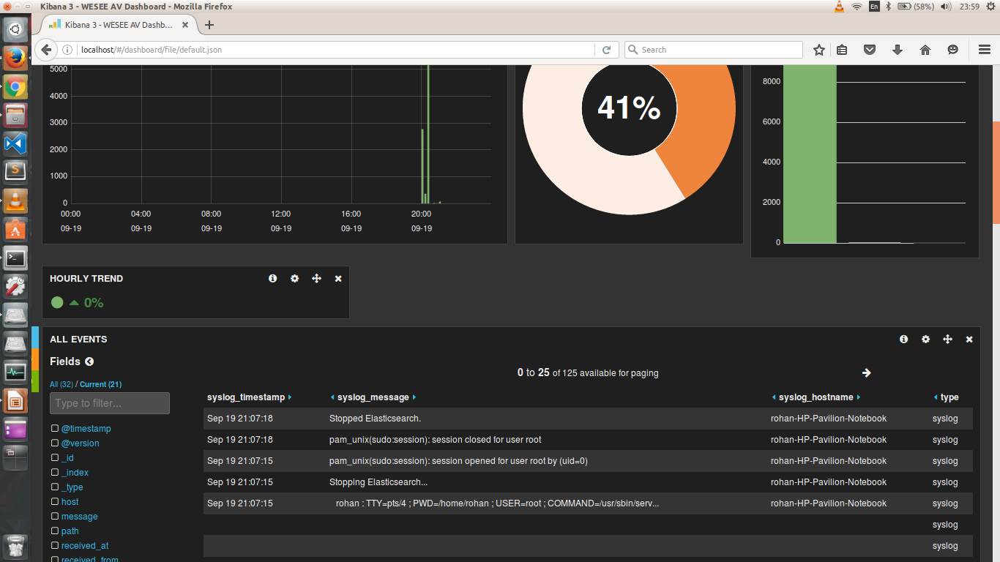 Kibana 3 - WESEE AV Dashboard - Mozilla Firefox
En
(58%)
23:59
Kibana 3 - WESEE AV Dashb...
localhost/#/dashboard/file/default.json
Search
5000
4000
3000
2000
1000
0
00:00 04:00 08:00 12:00 16:00 20:00
09-19 09-19 09-19 09-19 09-19 09-19
41%
8000
6000
4000
2000
0
HOURLY TREND
0%
ALL EVENTS
Fields
0 to 25 of 125 available for paging
All (32) / Current (21)
Type to filter...
@timestamp
@version
_id
_index
_type
host
message
path
received_at
received_from
syslog_timestamp syslog_message syslog_hostname type
Sep 19 21:07:18 Stopped Elasticsearch. rohan-HP-Pavilion-Notebook syslog
Sep 19 21:07:18 pam_unix(sudo:session): session closed for user root rohan-HP-Pavilion-Notebook syslog
Sep 19 21:07:15 pam_unix(sudo:session): session opened for user root by (uid=0) rohan-HP-Pavilion-Notebook syslog
Sep 19 21:07:15 Stopping Elasticsearch... rohan-HP-Pavilion-Notebook syslog
Sep 19 21:07:15 rohan : TTY=pts/4 ; PWD=/home/rohan ; USER=root ; COMMAND=/usr/sbin/serv... rohan-HP-Pavilion-Notebook syslog
syslog
syslog